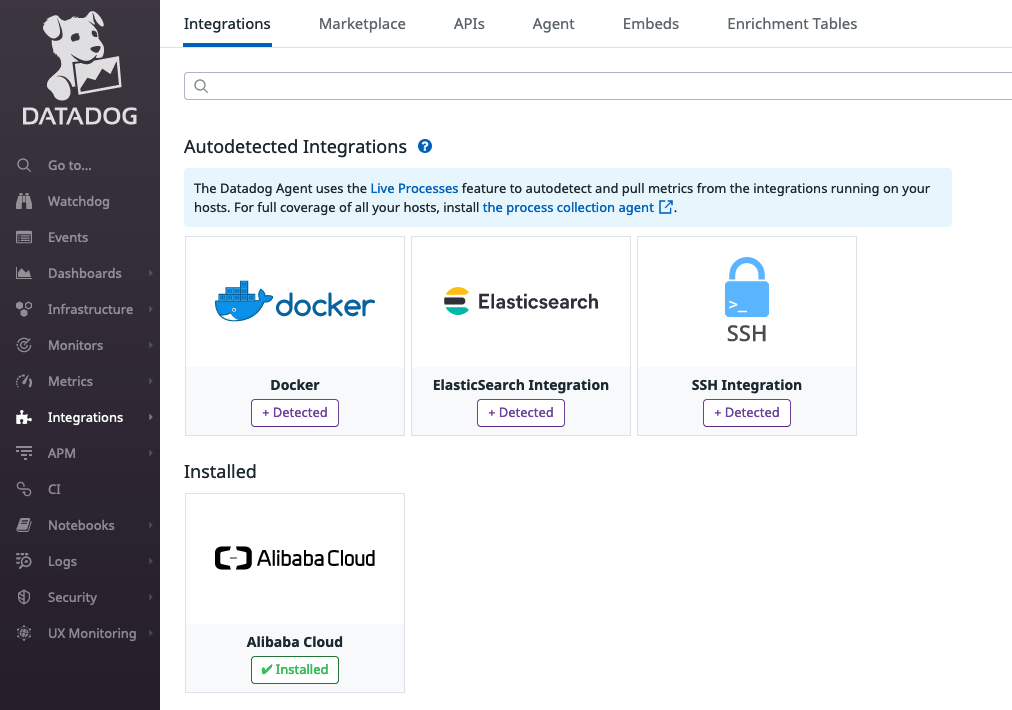 DATADOG
Go to...
Watchdog
Events
Dashboards
Infrastructure
Monitors
Metrics
Integrations
APM
CI
Notebooks
Logs
Security
UX Monitoring
Integrations Marketplace APIs Agent Embeds Enrichment Tables
Autodetected Integrations ?
The Datadog Agent uses the Live Processes feature to autodetect and pull metrics from the integrations running on your
hosts. For full coverage of all your hosts, install the process collection agent.
docker
Docker
+ Detected
Elasticsearch
ElasticSearch Integration
+ Detected
>_
SSH
SSH Integration
+ Detected
Installed
Alibaba Cloud
Alibaba Cloud
✔ Installed